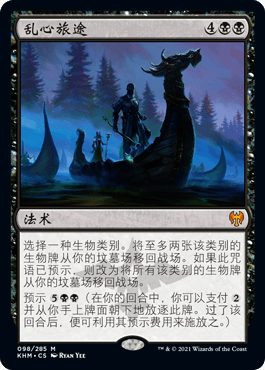 乱心旅途 4
法术
选择一种生物类别。将至多两张该类别的
生物牌从你的坟墓场移回战场。如果此咒
语已预示，则改为将所有该类别的生物牌
从你的坟墓场移回战场。
预示 5（在你的回合中，你可以支付 2
并从你手上牌面朝下地放逐此牌。过了该
回合后，便可利用其预示费用来施放之。）
098/285 M
KHM • CS RYAN YEE
™ & © 2021 Wizards of the Coast